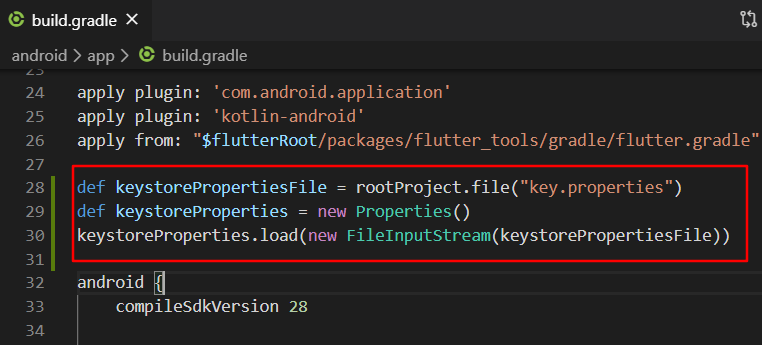 build.gradle
android > app > build.gradle
23
24 apply plugin: 'com.android.application'
25 apply plugin: 'kotlin-android'
26 apply from: "$flutterRoot/packages/flutter_tools/gradle/flutter.gradle"
27
28 def keystorePropertiesFile = rootProject.file("key.properties")
29 def keystoreProperties = new Properties()
30 keystoreProperties.load(new FileInputStream(keystorePropertiesFile))
31
32 android {
33     compileSdkVersion 28
34